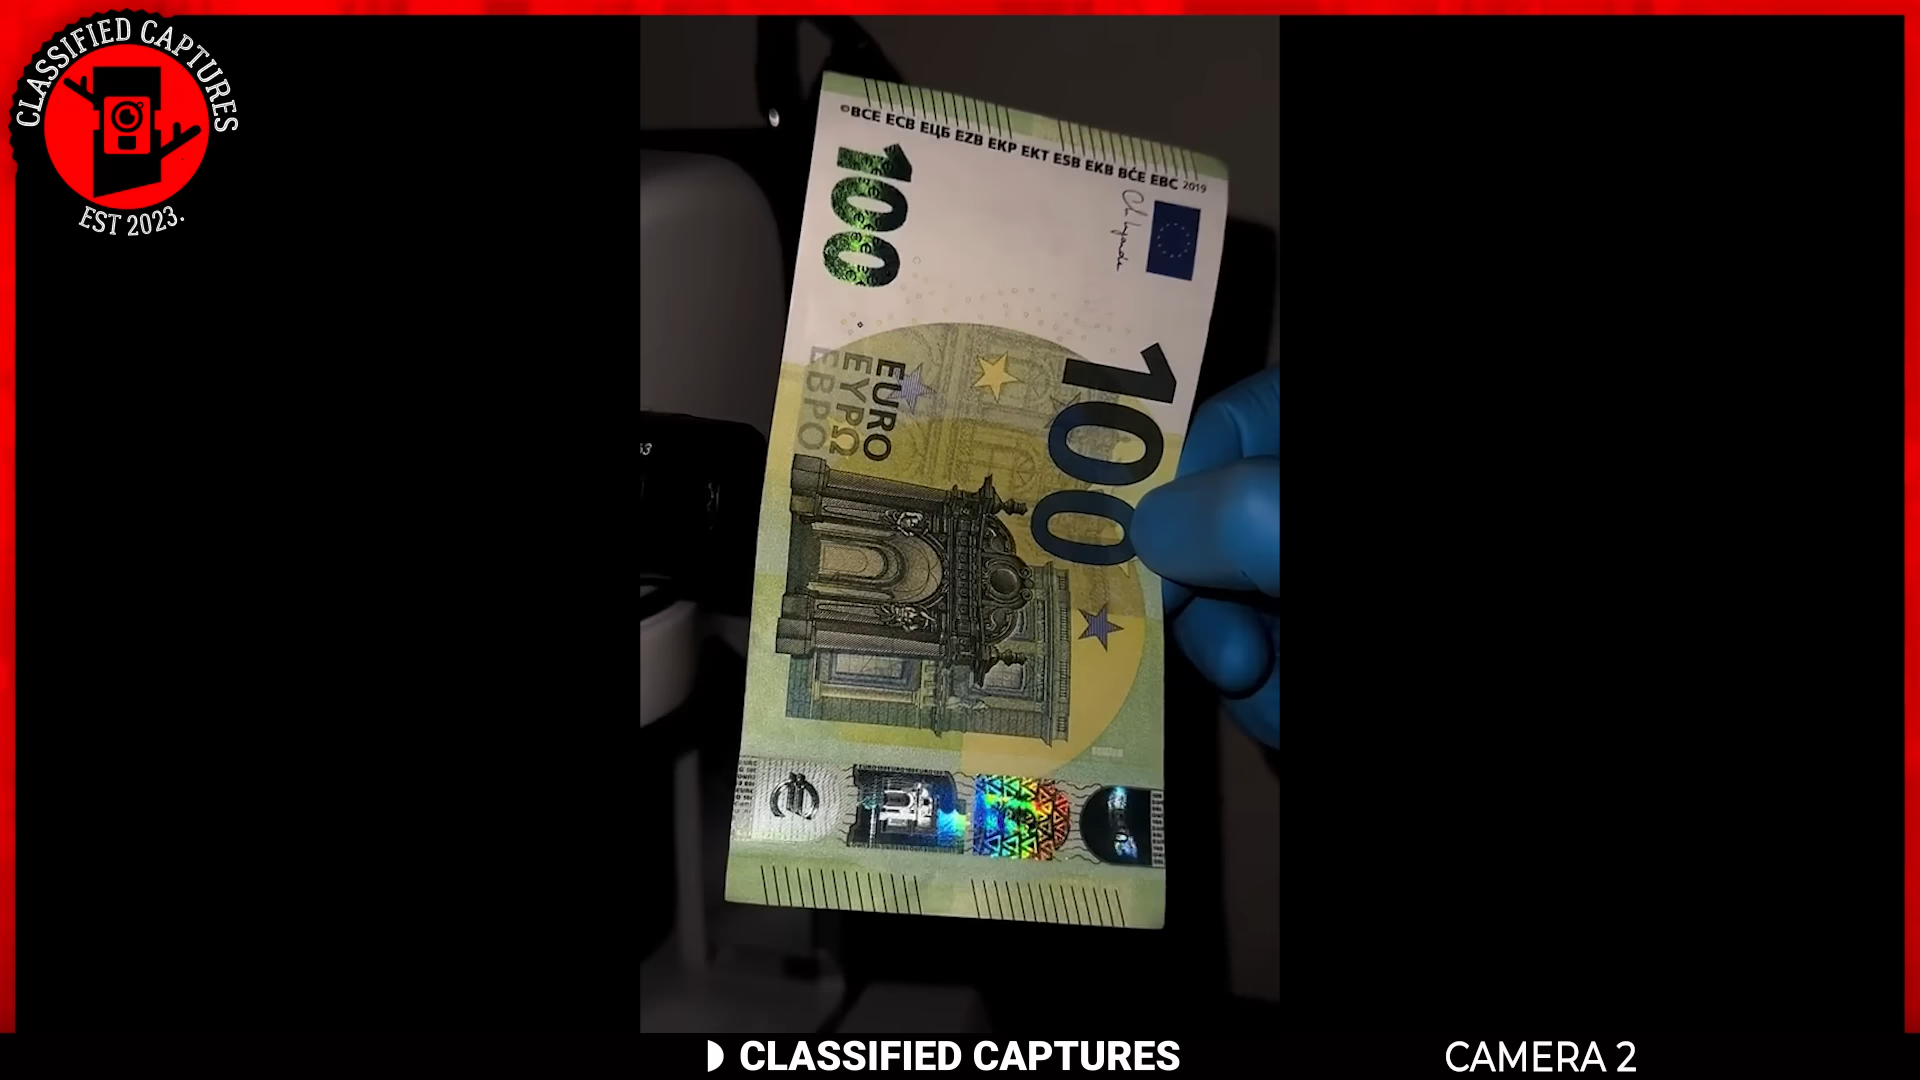 CLASSIFIED CAPTURES
EST 2023.
©BCE ECB ЕЦБ EZB EKP EKT ESB EKB BĊE EBC 2019
100
100
EURO
ΕΥΡΩ
ЕВРО
€
CLASSIFIED CAPTURES
CAMERA 2